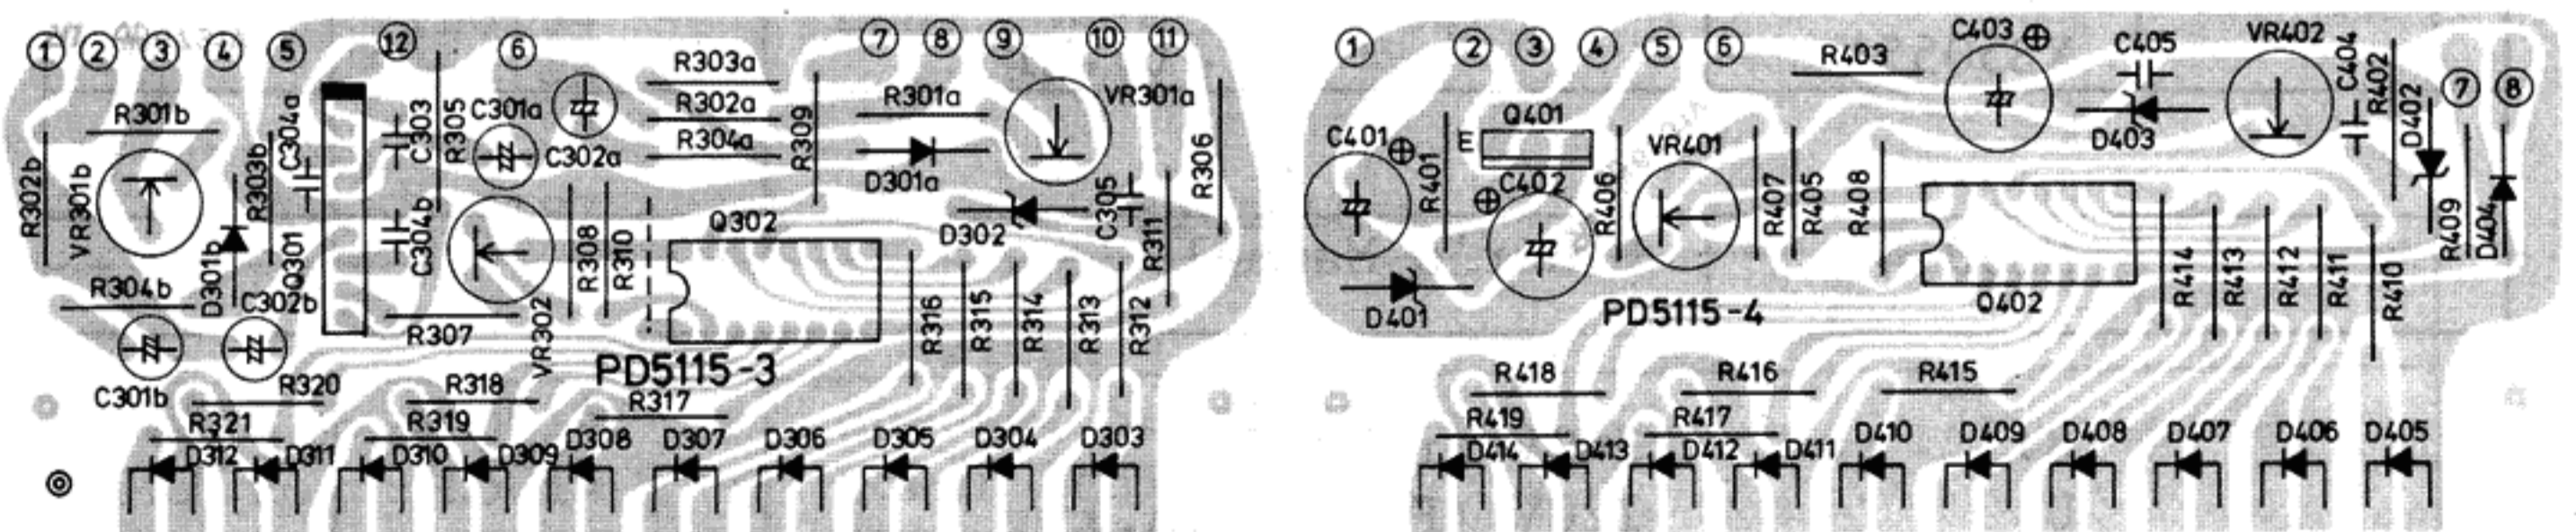 ① ② ③ ④ ⑤ ⑫ ⑥ ⑦ ⑧ ⑨ ⑩ ⑪
R301b
R302b
VR301b
R303b
C304a
D301b
Q301
R304b
C302b
C301b
C303
R305
C304b
C301a
C302a
R303a
R302a
R304a
R309
R301a
D301a
VR301a
R306
D302
C305
R311
Q302
R308
R310
R307
VR302
PD5115-3
R316
R315
R314
R313
R312
R320
R318
R317
R321
R319
D312
D311
D310
D309
D308
D307
D306
D305
D304
D303
① ② ③ ④ ⑤ ⑥ ⑦ ⑧
C401
R401
E
Q401
C402
R406
VR401
R407
R405
R408
R403
C403
C405
D403
VR402
C404
R402
D402
R409
D404
D401
PD5115-4
Q402
R414
R413
R412
R411
R410
R418
R416
R415
R419
R417
D414
D413
D412
D411
D410
D409
D408
D407
D406
D405